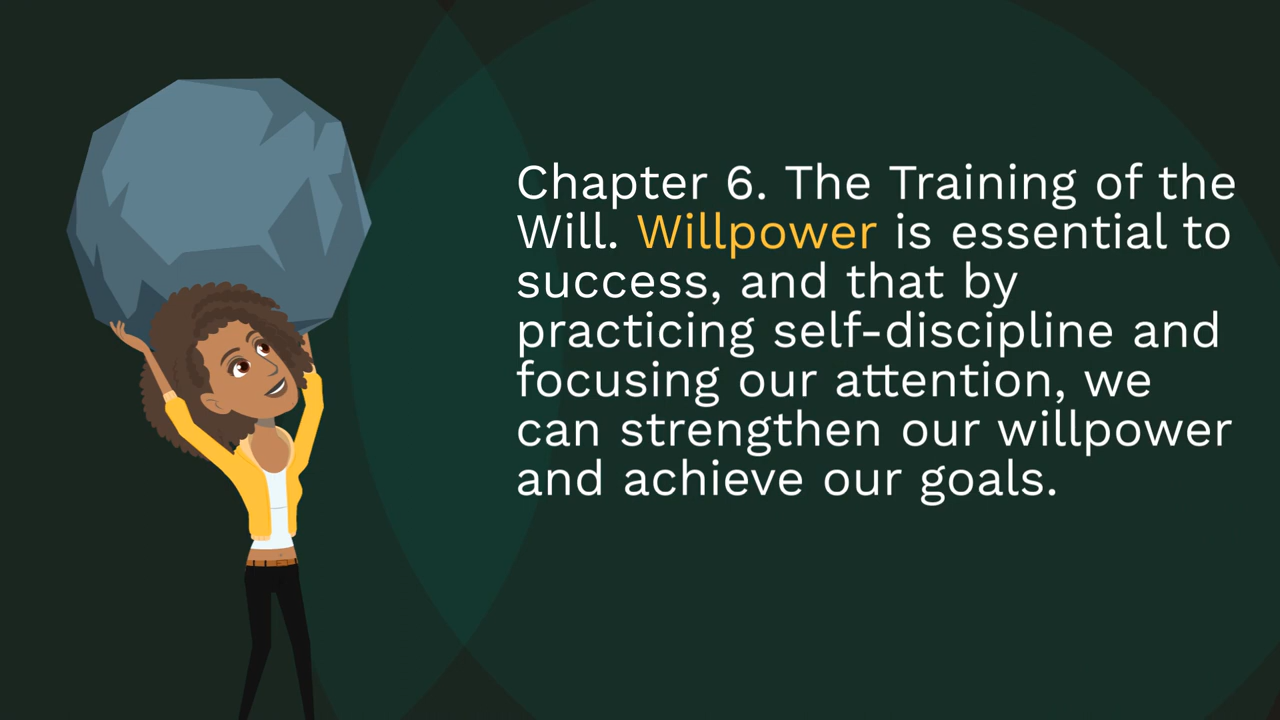 Chapter 6. The Training of the
Will. Willpower is essential to
success, and that by
practicing self-discipline and
focusing our attention, we
can strengthen our willpower
and achieve our goals.